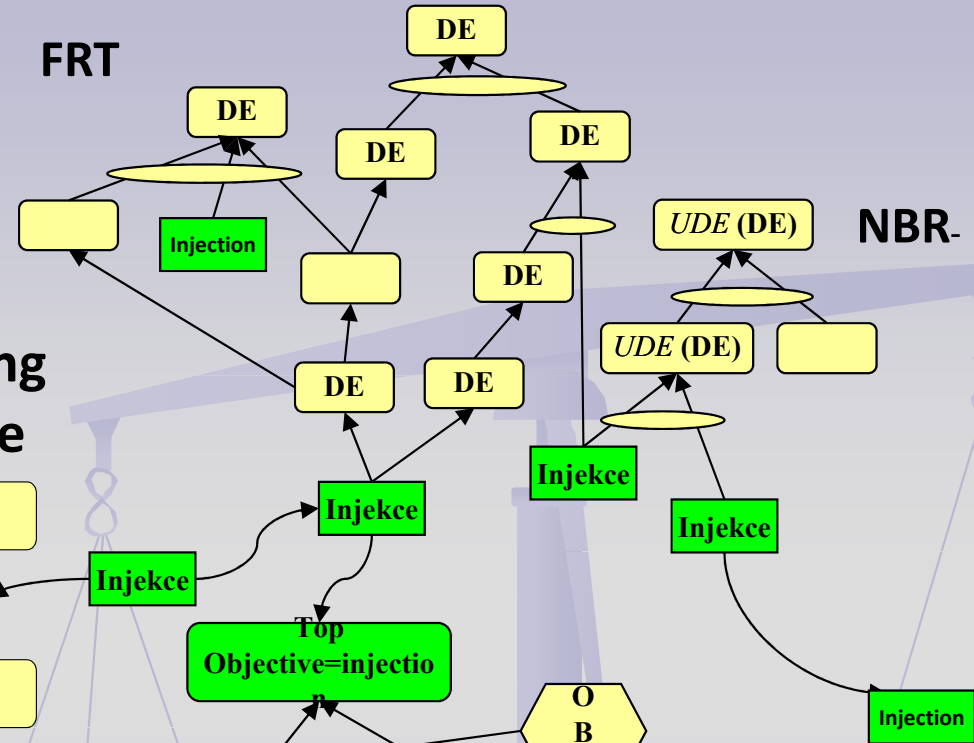 DE
FRT
DE
DE
DE
Injection
UDE (DE)
NBR-
DE
UDE (DE)
ng
e
DE
DE
Injekce
Injekce
Injekce
Injekce
Top
Objective=injectio
n
O
B
Injection